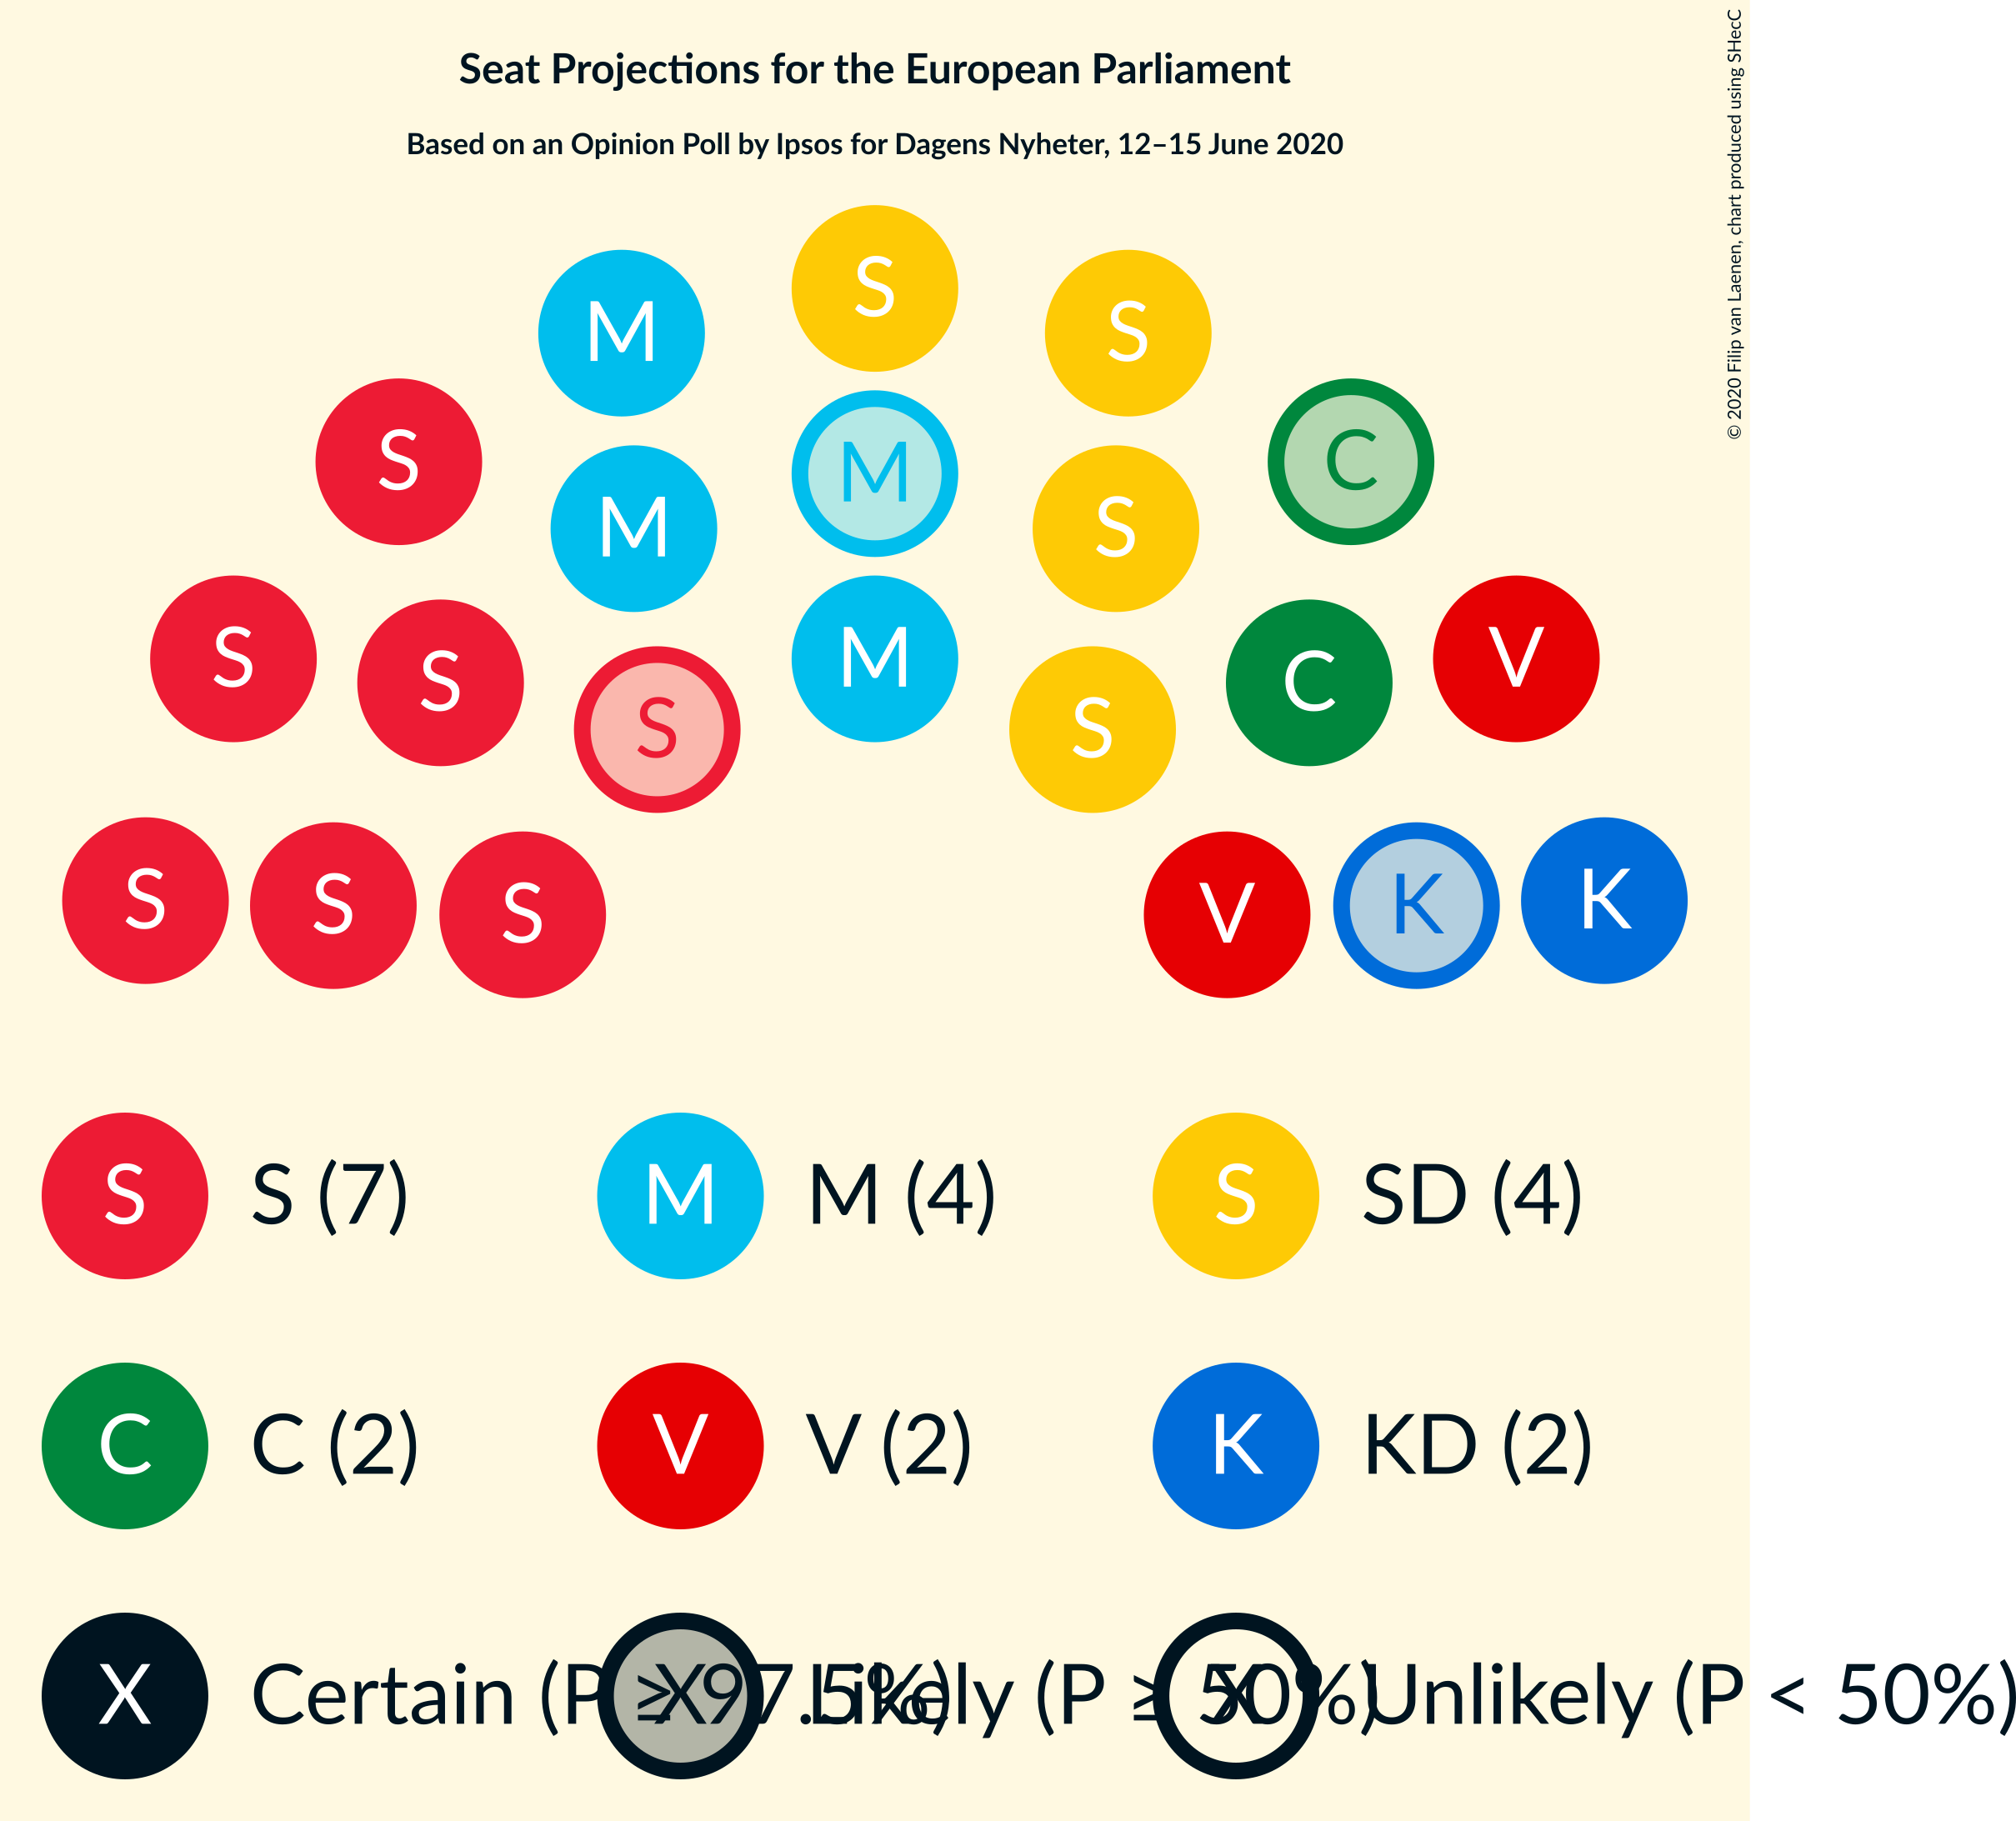 Seat Projections for the European Parliament
Based on an Opinion Poll by Ipsos for Dagens Nyheter, 12–15 June 2020
© 2020 Filip van Laenen, chart produced using SHecC
S
M S
S M M S C
S S S M S C V
S S S V K K
S S (7) M M (4) S SD (4)
C C (2) V V (2) K KD (2)
X Certain (P ≥ 97.5%) X Likely (P ≥ 50%) X Unlikely (P < 50%)